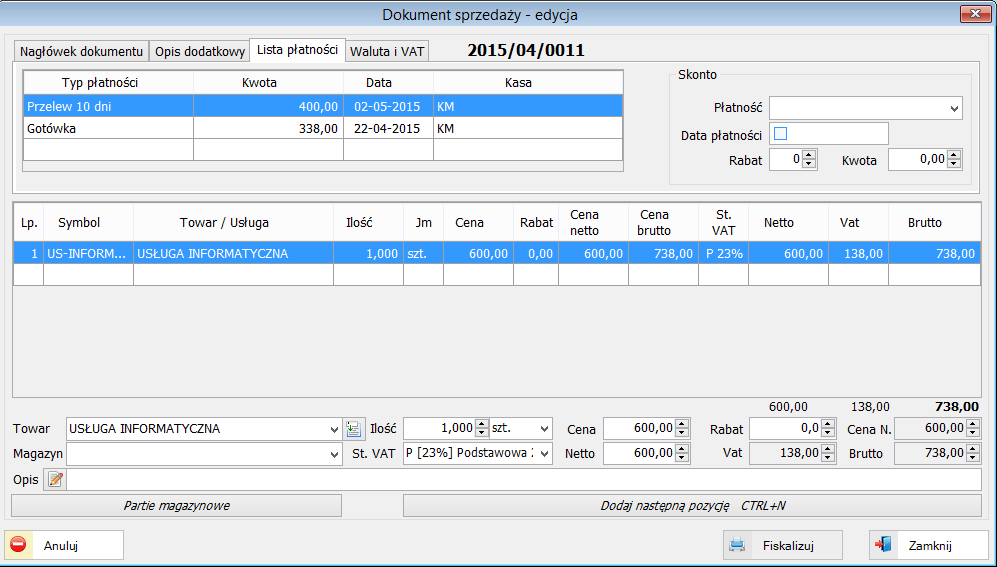 Dokument sprzedaży - edycja
Nagłówek dokumentu Opis dodatkowy Lista płatności Waluta i VAT 2015/04/0011
Typ płatności Kwota Data Kasa
Przelew 10 dni 400,00 02-05-2015 KM
Gotówka 338,00 22-04-2015 KM
Skonto
Płatność
Data płatności
Rabat 0 Kwota 0,00
Lp. Symbol Towar / Usługa Ilość Jm Cena Rabat Cena netto Cena brutto St. VAT Netto Vat Brutto
1 US-INFORM... USŁUGA INFORMATYCZNA 1,000 szt. 600,00 0,00 600,00 738,00 P 23% 600,00 138,00 738,00
600,00 138,00 738,00
Towar USŁUGA INFORMATYCZNA Ilość 1,000 szt. Cena 600,00 Rabat 0,0 Cena N. 600,00
Magazyn St. VAT P [23%] Podstawowa Netto 600,00 Vat 138,00 Brutto 738,00
Opis
Partie magazynowe Dodaj następną pozycję CTRL+N
Anuluj Fiskalizuj Zamknij